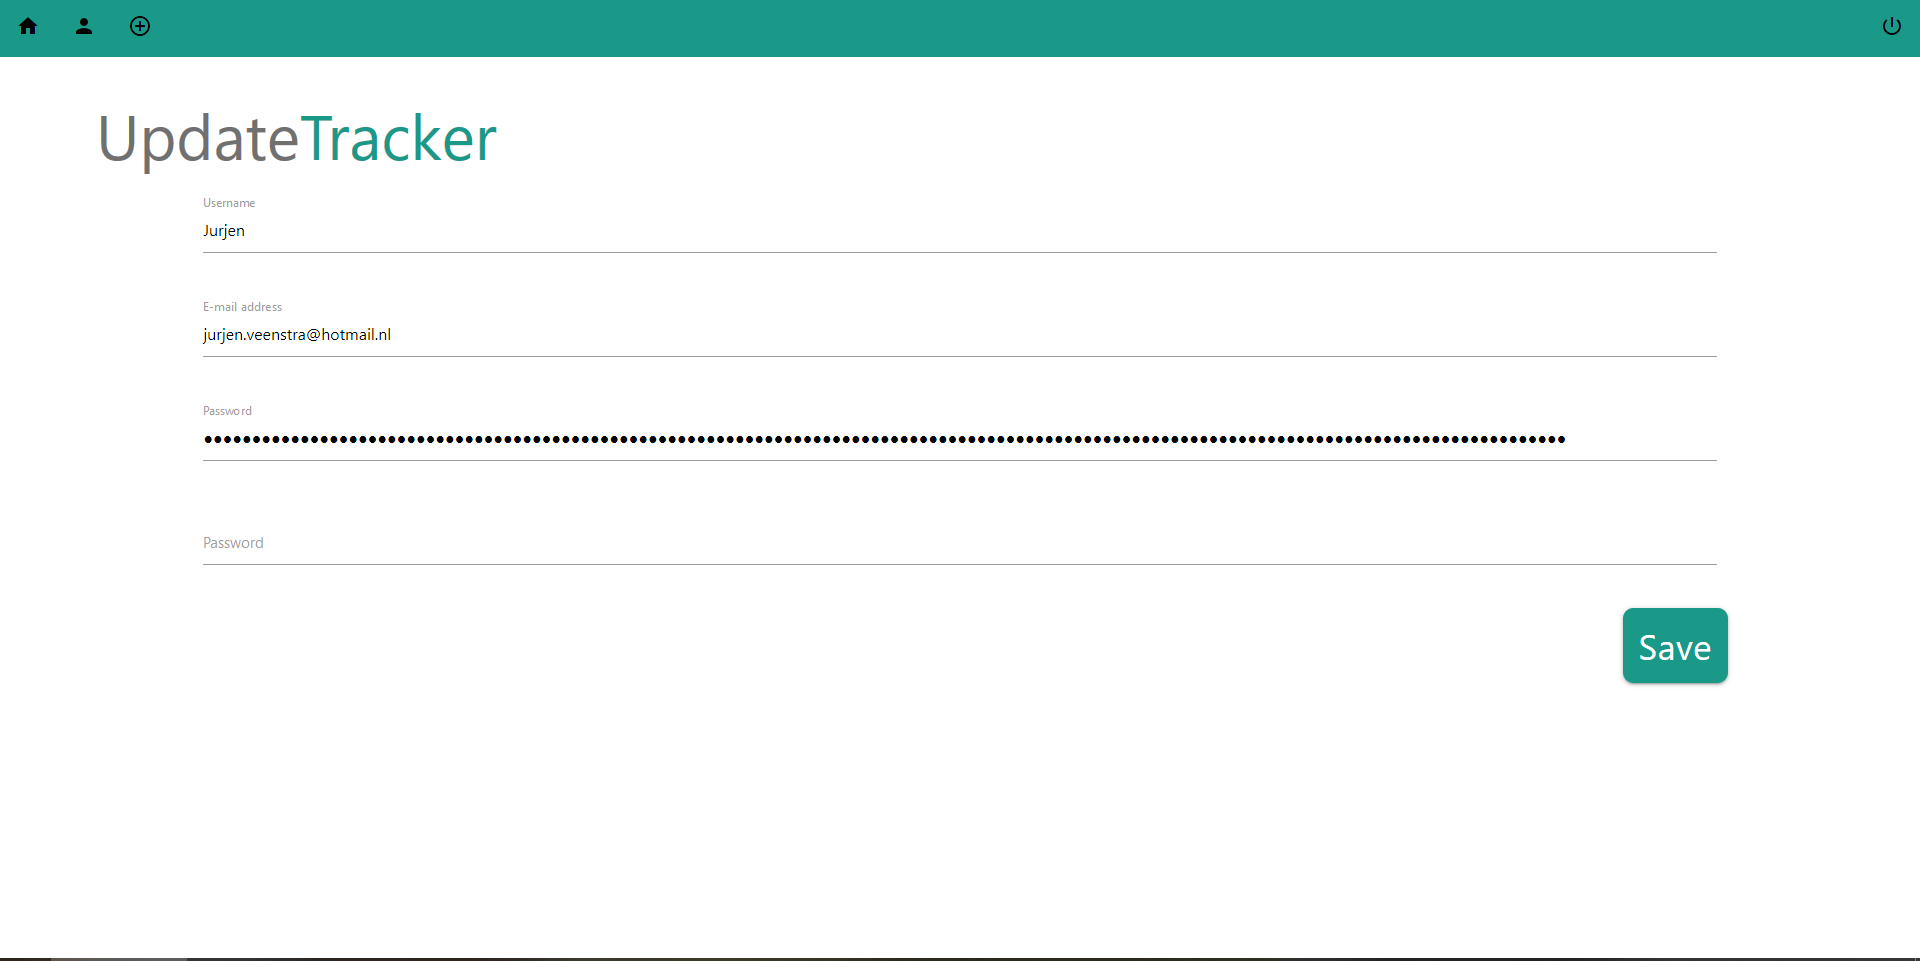 UpdateTracker
Username
Jurjen
E-mail address
jurjen.veenstra@hotmail.nl
Password
Password
Save